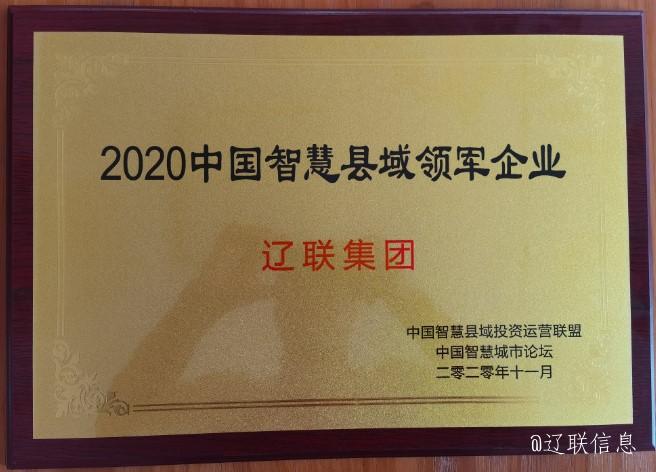 2020中国智慧县域领军企业
辽联集团
中国智慧县域投资运营联盟
中国智慧城市论坛
二零二零年十一月
@辽联信息